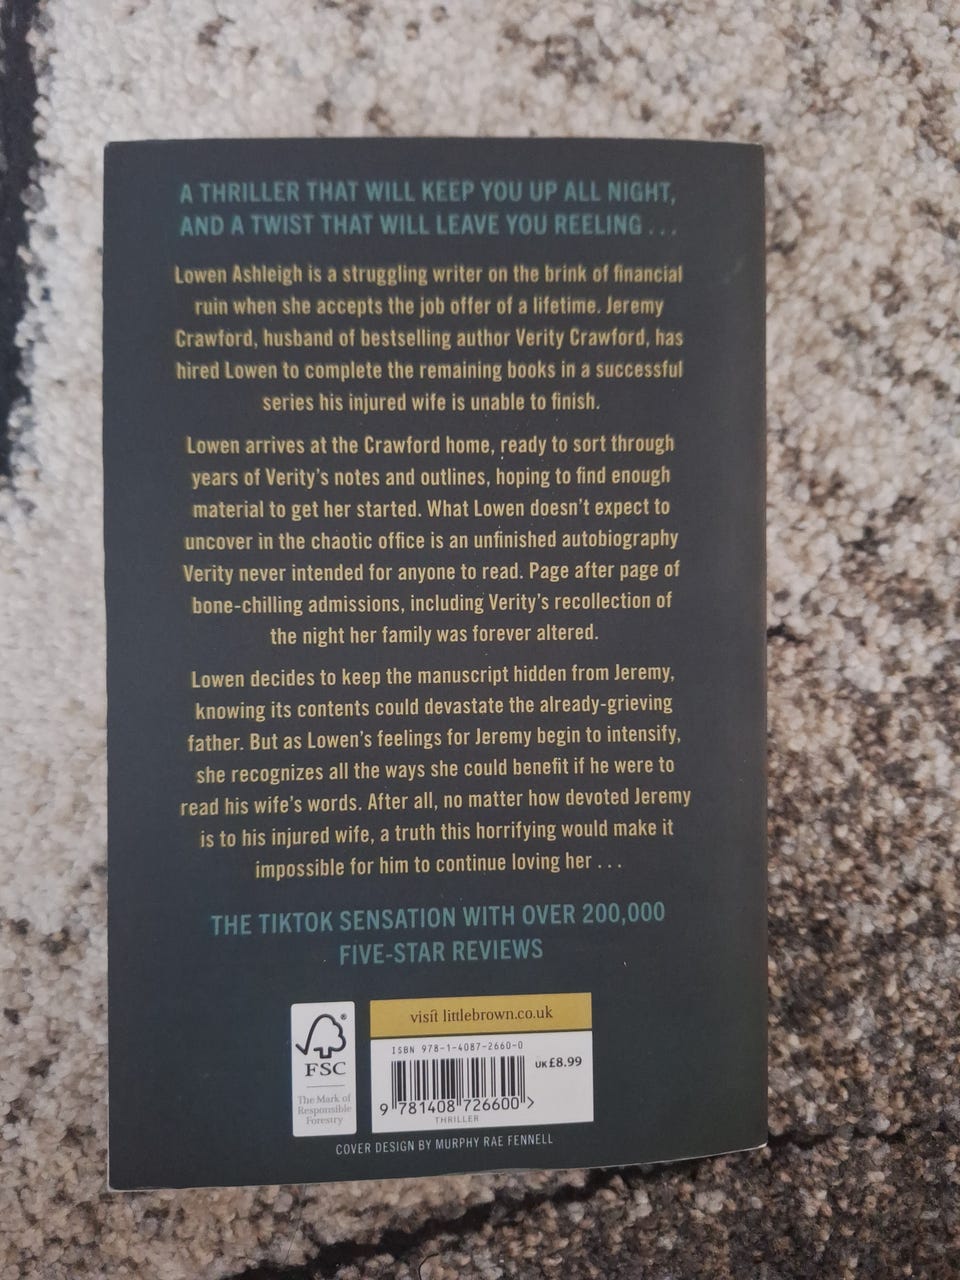 A THRILLER THAT WILL KEEP YOU UP ALL NIGHT,
AND A TWIST THAT WILL LEAVE YOU REELING . . .
Lowen Ashleigh is a struggling writer on the brink of financial
ruin when she accepts the job offer of a lifetime. Jeremy
Crawford, husband of bestselling author Verity Crawford, has
hired Lowen to complete the remaining books in a successful
series his injured wife is unable to finish.
Lowen arrives at the Crawford home, ready to sort through
years of Verity's notes and outlines, hoping to find enough
material to get her started. What Lowen doesn't expect to
uncover in the chaotic office is an unfinished autobiography
Verity never intended for anyone to read. Page after page of
bone-chilling admissions, including Verity's recollection of
the night her family was forever altered.
Lowen decides to keep the manuscript hidden from Jeremy,
knowing its contents could devastate the already-grieving
father. But as Lowen's feelings for Jeremy begin to intensify,
she recognizes all the ways she could benefit if he were to
read his wife's words. After all, no matter how devoted Jeremy
is to his injured wife, a truth this horrifying would make it
impossible for him to continue loving her . . .
THE TIKTOK SENSATION WITH OVER 200,000
FIVE-STAR REVIEWS
®
FSC
The Mark of
Responsible
Forestry
visit littlebrown.co.uk
ISBN 978-1-4087-2660-0
UK £8.99
9 781408 726600 >
THRILLER
COVER DESIGN BY MURPHY RAE FENNELL